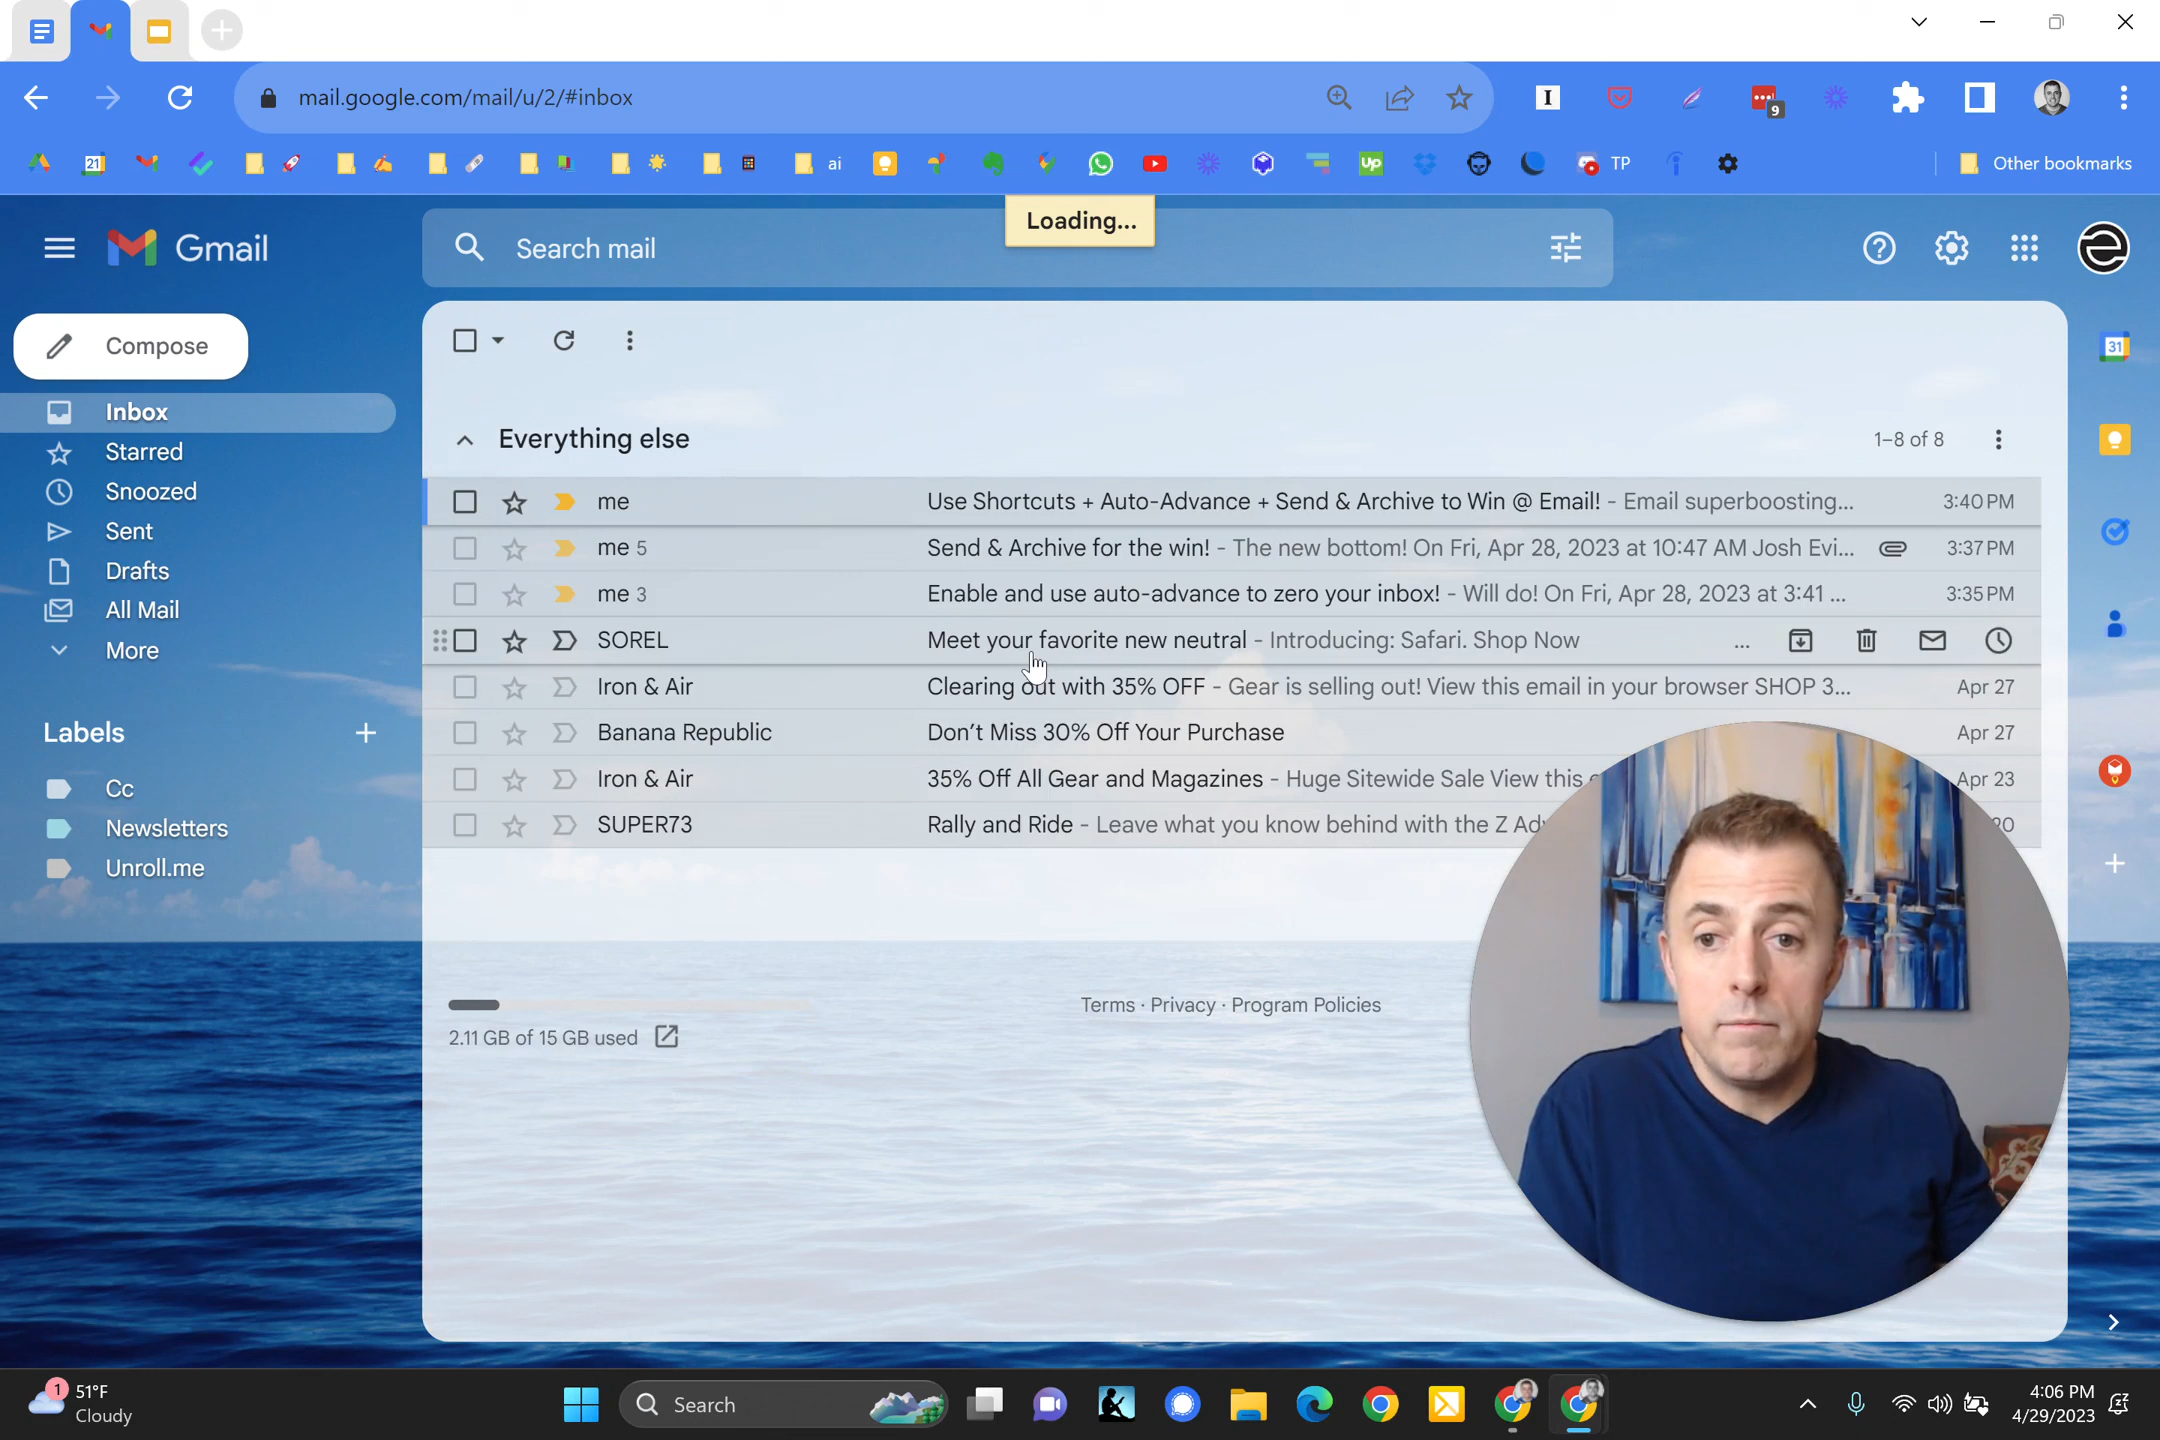 mail.google.com/mail/u/2/#inbox
9
21
ai
up
TP
Other bookmarks
Loading...
Gmail
Search mail
Compose
Inbox
Starred
Snoozed
Sent
Drafts
All Mail
More
Labels
Cc
Newsletters
Unroll.me
Everything else
1–8 of 8
me Use Shortcuts + Auto-Advance + Send & Archive to Win @ Email! - Email superboosting... 3:40 PM
me 5 Send & Archive for the win! - The new bottom! On Fri, Apr 28, 2023 at 10:47 AM Josh Evi... 3:37 PM
me 3 Enable and use auto-advance to zero your inbox! - Will do! On Fri, Apr 28, 2023 at 3:41 ... 3:35 PM
SOREL Meet your favorite new neutral - Introducing: Safari. Shop Now ...
Iron & Air Clearing out with 35% OFF - Gear is selling out! View this email in your browser SHOP 3... Apr 27
Banana Republic Don't Miss 30% Off Your Purchase Apr 27
Iron & Air 35% Off All Gear and Magazines - Huge Sitewide Sale View this Apr 23
SUPER73 Rally and Ride - Leave what you know behind with the Z 20
2.11 GB of 15 GB used
Terms · Privacy · Program Policies
31
1
51°F
Cloudy
Search
4:06 PM
4/29/2023